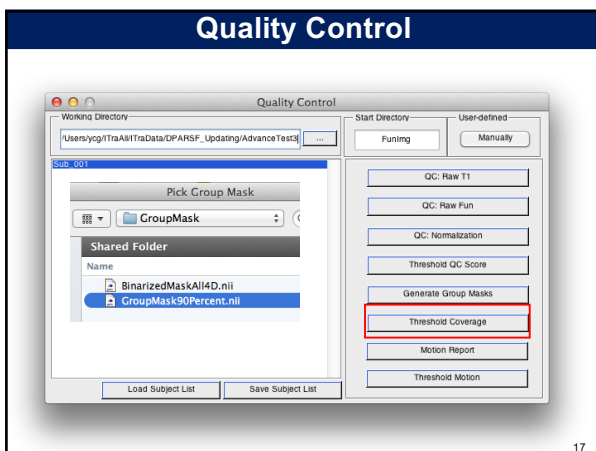 Quality Control
Quality Control
Working Directory
/Users/ycg/ITraAll/ITraData/DPARSF_Updating/AdvanceTest3
...
Start Directory
FunImg
User-defined
Manually
Sub_001
Pick Group Mask
GroupMask
Shared Folder
Name
BinarizedMaskAll4D.nii
GroupMask90Percent.nii
Load Subject List
Save Subject List
QC: Raw T1
QC: Raw Fun
QC: Normalization
Threshold QC Score
Generate Group Masks
Threshold Coverage
Motion Report
Threshold Motion
17